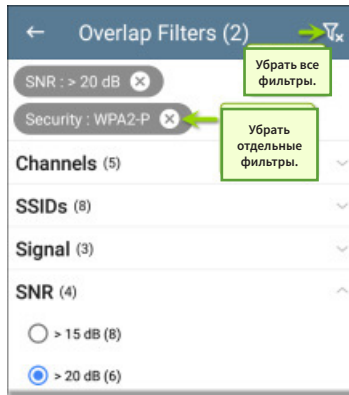 Overlap Filters (2)
Убрать все
фильтры.
SNR : > 20 dB
Security : WPA2-P
Убрать
отдельные
фильтры.
Channels (5)
SSIDs (8)
Signal (3)
SNR (4)
> 15 dB (8)
> 20 dB (6)